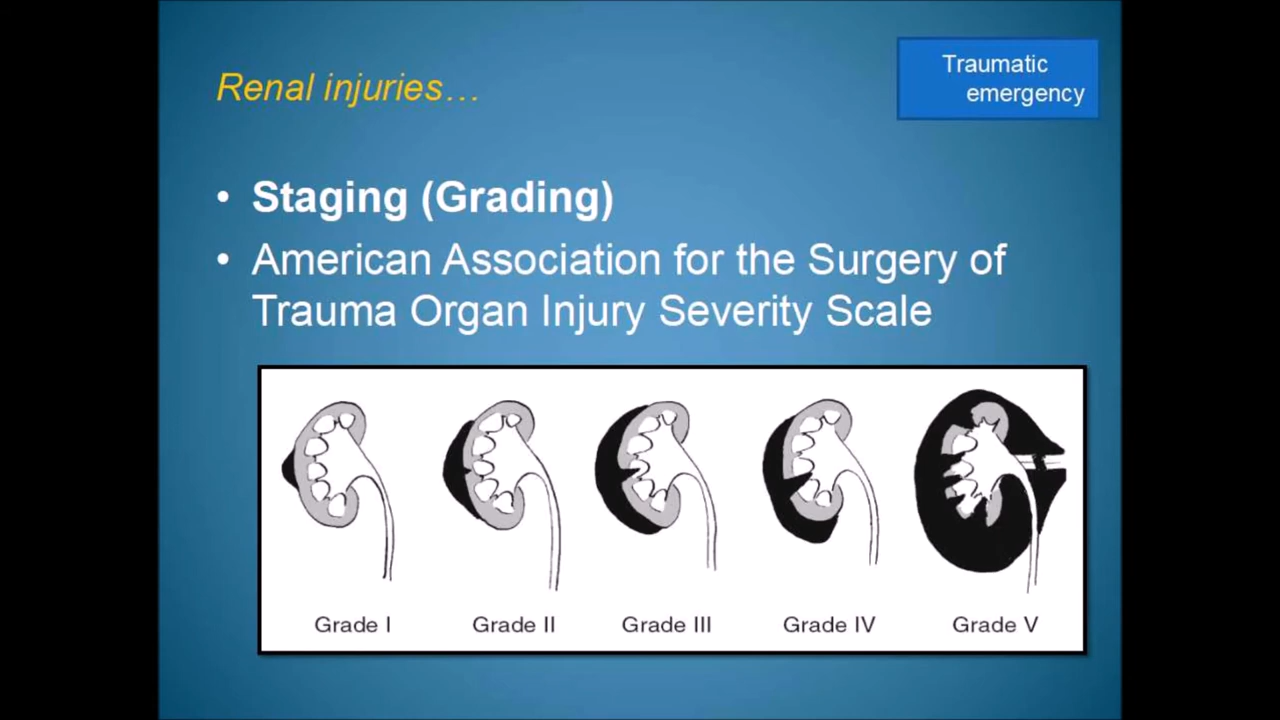 Renal injuries…
Traumatic
emergency
• Staging (Grading)
• American Association for the Surgery of
Trauma Organ Injury Severity Scale
Grade I
Grade II
Grade III
Grade IV
Grade V